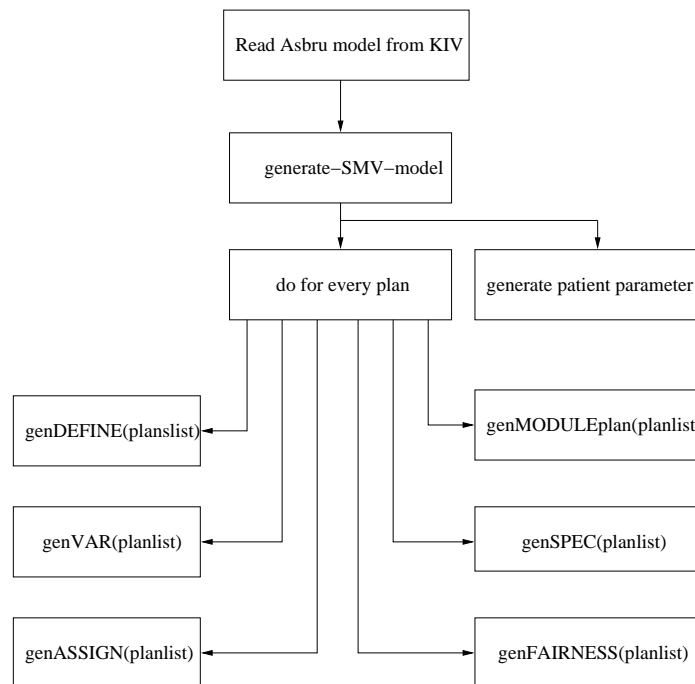 Read Asbru model from KIV
generate−SMV−model
do for every plan
generate patient parameter
genDEFINE(planslist)
genMODULEplan(planlist
genVAR(planlist)
genSPEC(planlist)
genASSIGN(planlist)
genFAIRNESS(planlist)